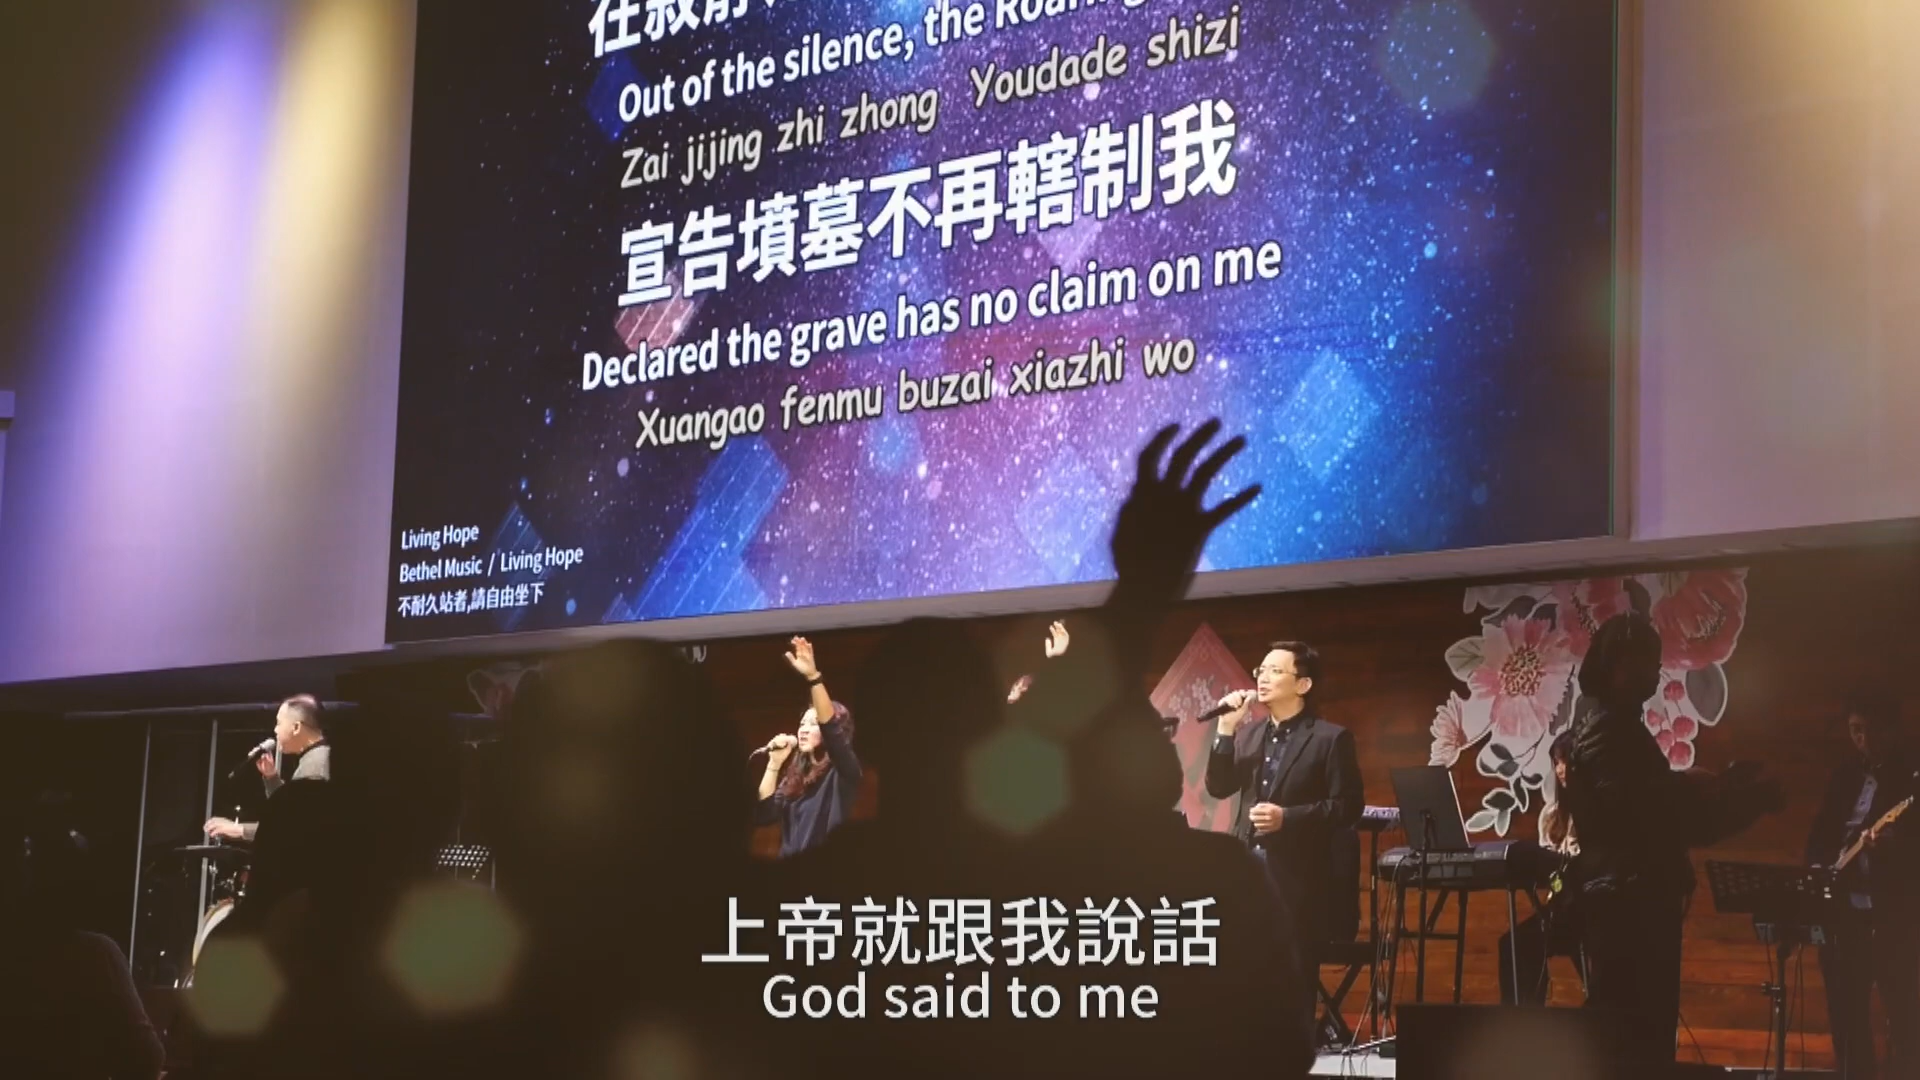 Out of the silence, the Roaring
Zai jijing zhi zhong Youdade shizi
宣告墳墓不再轄制我
Declared the grave has no claim on me
Xuangao fenmu buzai xiazhi wo
Living Hope
Bethel Music / Living Hope
不耐久站者,請自由坐下
上帝就跟我說話
God said to me